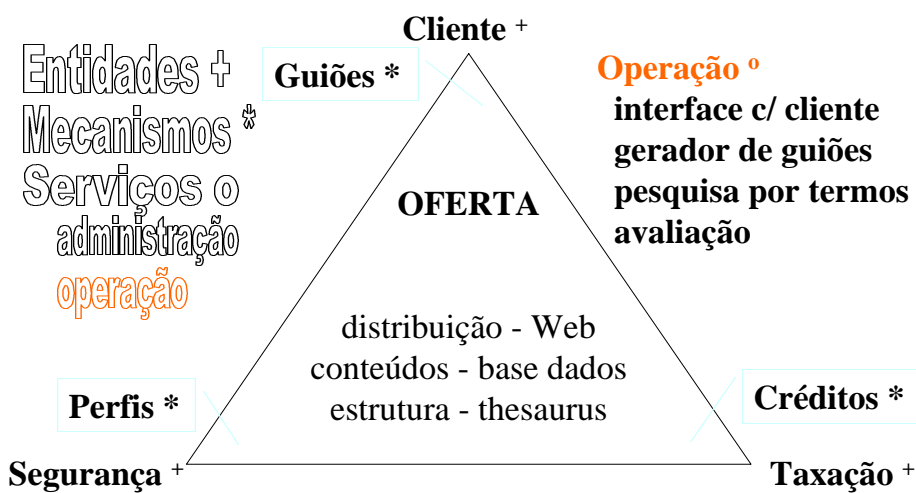 Cliente +
Entidades +
Mecanismos *
Serviços o
administração
operação
Guiões *
Operação o
interface c/ cliente
gerador de guiões
pesquisa por termos
avaliação
OFERTA
distribuição - Web
conteúdos - base dados
estrutura - thesaurus
Perfis *
Créditos *
Segurança +
Taxação +